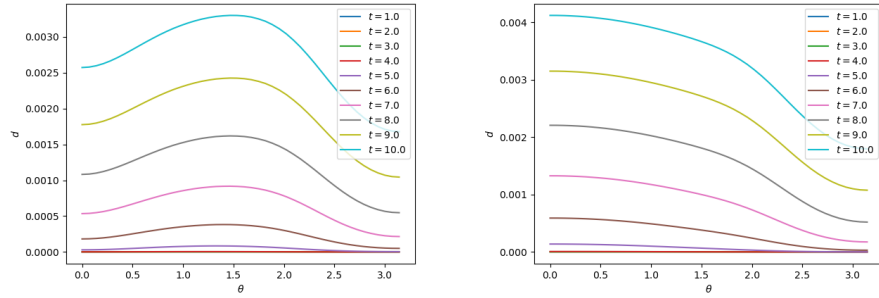 0.0030
0.0025
0.0020
0.0015
0.0010
0.0005
0.0000
d
0.0 0.5 1.0 1.5 2.0 2.5 3.0
θ
t = 1.0
t = 2.0
t = 3.0
t = 4.0
t = 5.0
t = 6.0
t = 7.0
t = 8.0
t = 9.0
t = 10.0
0.004
0.003
0.002
0.001
0.000
d
0.0 0.5 1.0 1.5 2.0 2.5 3.0
θ
t = 1.0
t = 2.0
t = 3.0
t = 4.0
t = 5.0
t = 6.0
t = 7.0
t = 8.0
t = 9.0
t = 10.0